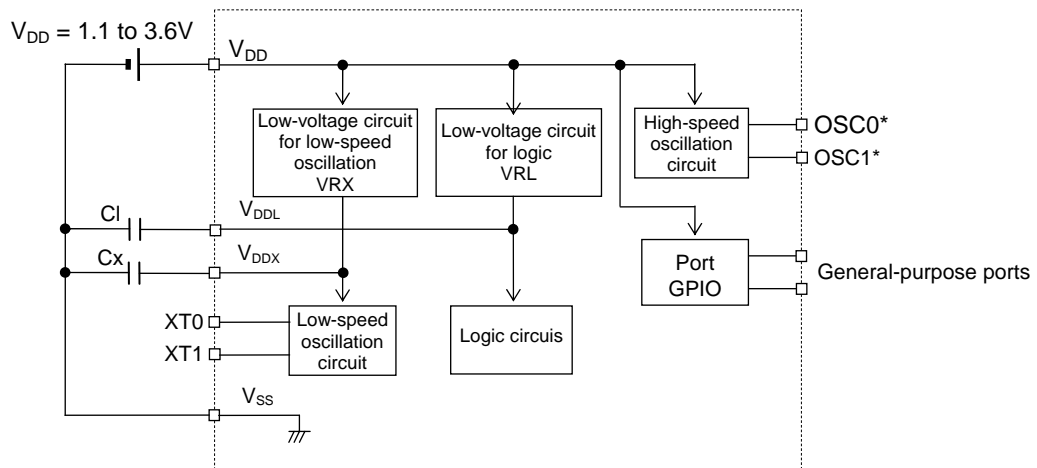 V_DD = 1.1 to 3.6V
V_DD
Low-voltage circuit
for low-speed
oscillation
VRX
Low-voltage circuit
for logic
VRL
High-speed
oscillation
circuit
OSC0*
OSC1*
Cl
V_DDL
Cx
V_DDX
Port
GPIO
General-purpose ports
XT0
XT1
Low-speed
oscillation
circuit
Logic circuis
V_SS